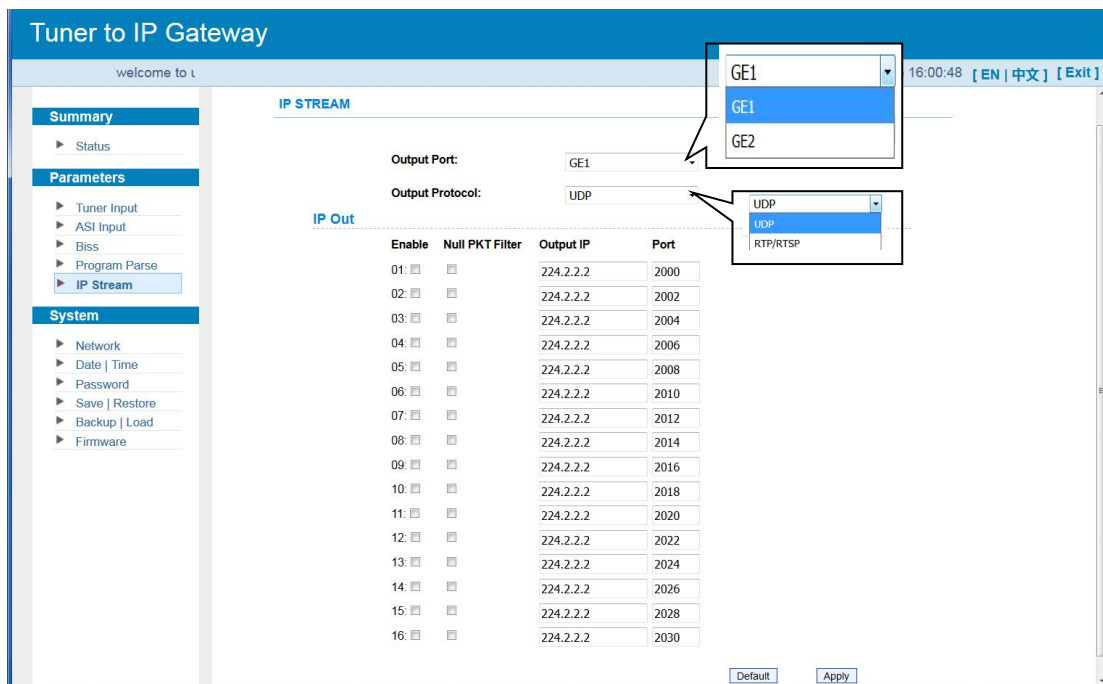 Tuner to IP Gateway
welcome to
16:00:48 [ EN | 中文 ] [ Exit ]
GE1
GE1
GE2
Summary
Status
Parameters
Tuner Input
ASI Input
Biss
Program Parse
IP Stream
System
Network
Date | Time
Password
Save | Restore
Backup | Load
Firmware
IP STREAM
Output Port: GE1
Output Protocol: UDP
UDP
UDP
RTP/RTSP
IP Out
Enable Null PKT Filter Output IP Port
01: 224.2.2.2 2000
02: 224.2.2.2 2002
03: 224.2.2.2 2004
04: 224.2.2.2 2006
05: 224.2.2.2 2008
06: 224.2.2.2 2010
07: 224.2.2.2 2012
08: 224.2.2.2 2014
09: 224.2.2.2 2016
10: 224.2.2.2 2018
11: 224.2.2.2 2020
12: 224.2.2.2 2022
13: 224.2.2.2 2024
14: 224.2.2.2 2026
15: 224.2.2.2 2028
16: 224.2.2.2 2030
Default Apply